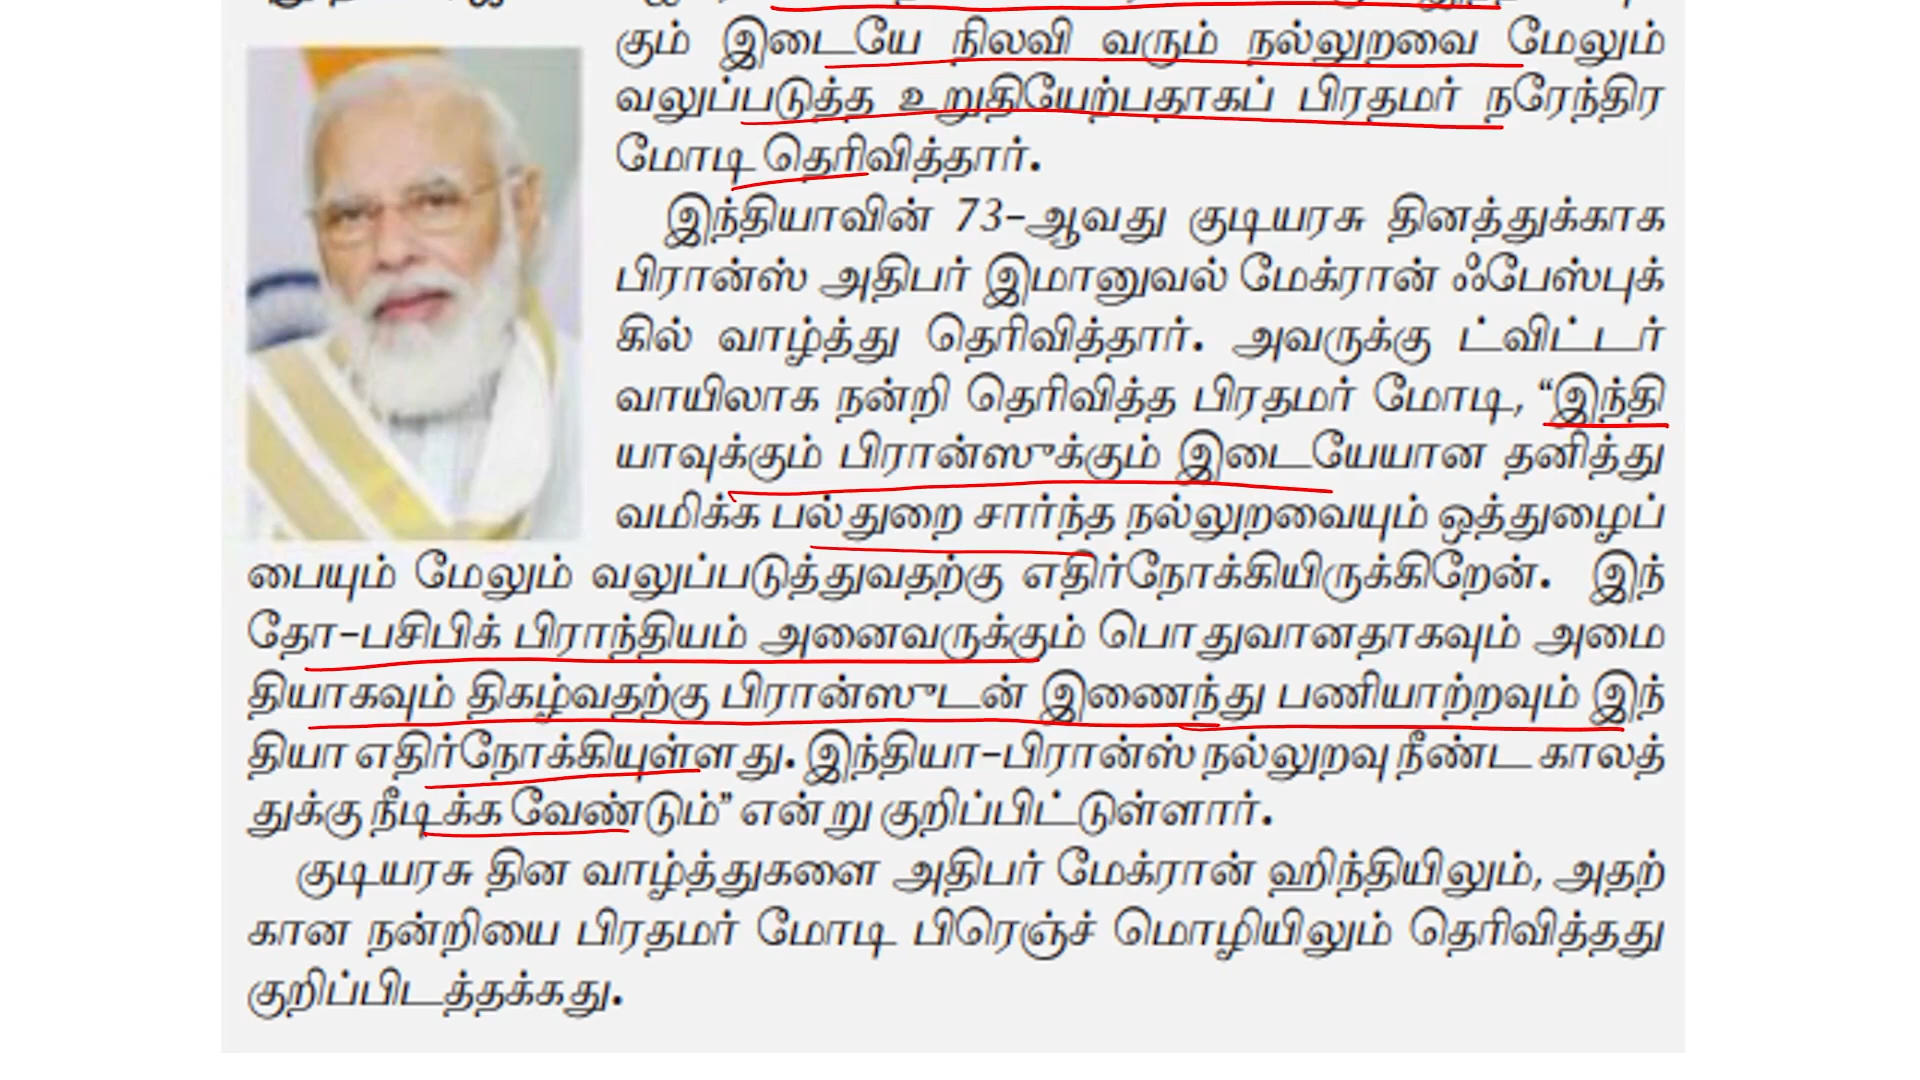 கும் இடையே நிலவி வரும் நல்லுறவை மேலும்
வலுப்படுத்த உறுதியேற்பதாகப் பிரதமர் நரேந்திர
மோடி தெரிவித்தார்.
இந்தியாவின் 73-ஆவது குடியரசு தினத்துக்காக
பிரான்ஸ் அதிபர் இமானுவல் மேக்ரான் ஃபேஸ்புக்
கில் வாழ்த்து தெரிவித்தார். அவருக்கு ட்விட்டர்
வாயிலாக நன்றி தெரிவித்த பிரதமர் மோடி, “இந்தி
யாவுக்கும் பிரான்ஸுக்கும் இடையேயான தனித்து
வமிக்க பல்துறை சார்ந்த நல்லுறவையும் ஒத்துழைப்
பையும் மேலும் வலுப்படுத்துவதற்கு எதிர்நோக்கியிருக்கிறேன். இந்
தோ-பசிபிக் பிராந்தியம் அனைவருக்கும் பொதுவானதாகவும் அமை
தியாகவும் திகழ்வதற்கு பிரான்ஸுடன் இணைந்து பணியாற்றவும் இந்
தியா எதிர்நோக்கியுள்ளது. இந்தியா-பிரான்ஸ் நல்லுறவு நீண்ட காலத்
துக்கு நீடிக்க வேண்டும்” என்று குறிப்பிட்டுள்ளார்.
குடியரசு தின வாழ்த்துகளை அதிபர் மேக்ரான் ஹிந்தியிலும், அதற்
கான நன்றியை பிரதமர் மோடி பிரெஞ்ச் மொழியிலும் தெரிவித்தது
குறிப்பிடத்தக்கது.